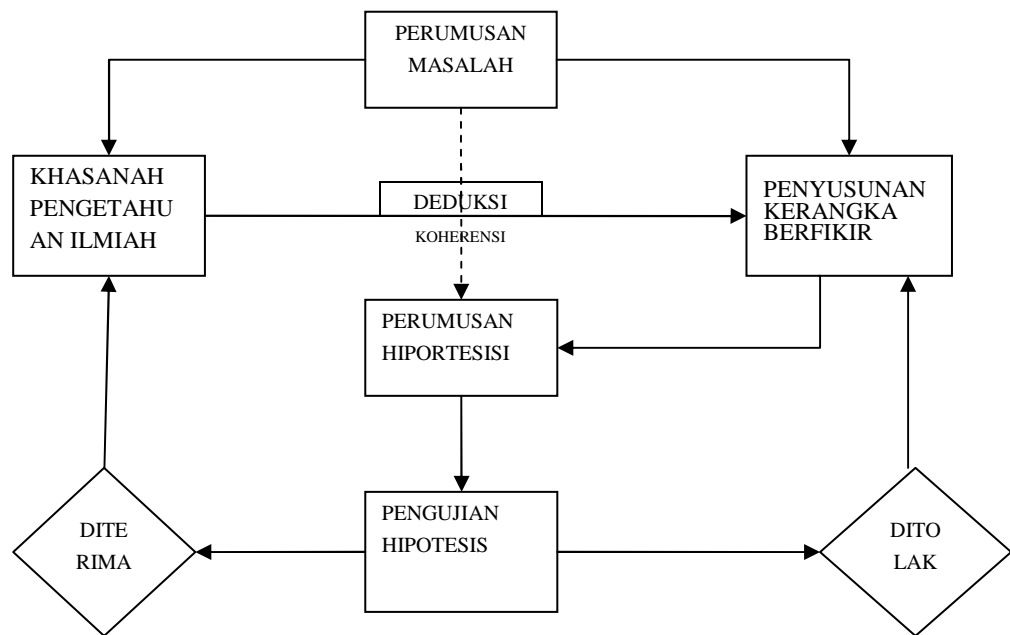 PERUMUSAN
MASALAH
KHASANAH
PENGETAHU
AN ILMIAH
DEDUKSI
KOHERENSI
PENYUSUNAN
KERANGKA
BERFIKIR
PERUMUSAN
HIPORTESISI
DITE
RIMA
PENGUJIAN
HIPOTESIS
DITO
LAK